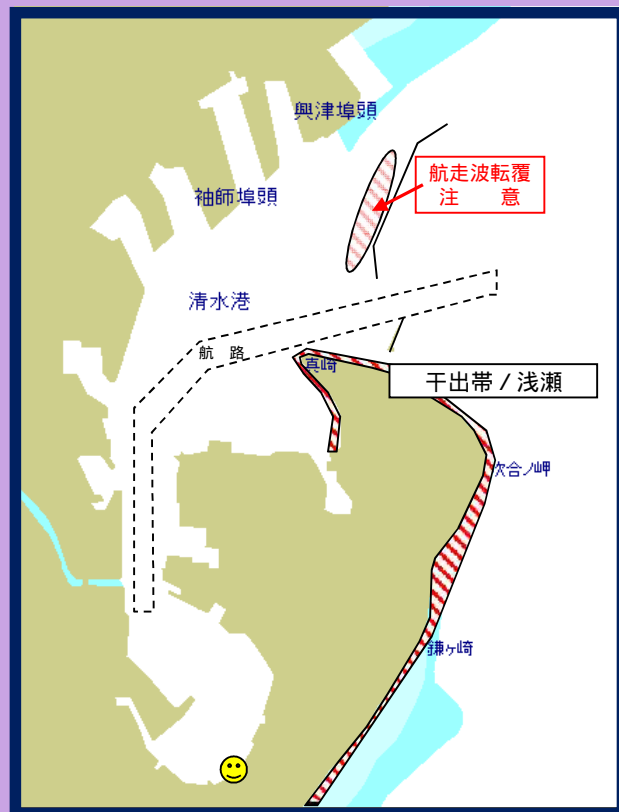 興津埠頭
航走波転覆
注　意
袖師埠頭
清水港
航 路
真崎
干出帯 / 浅瀬
吹合ノ岬
鎌ヶ崎